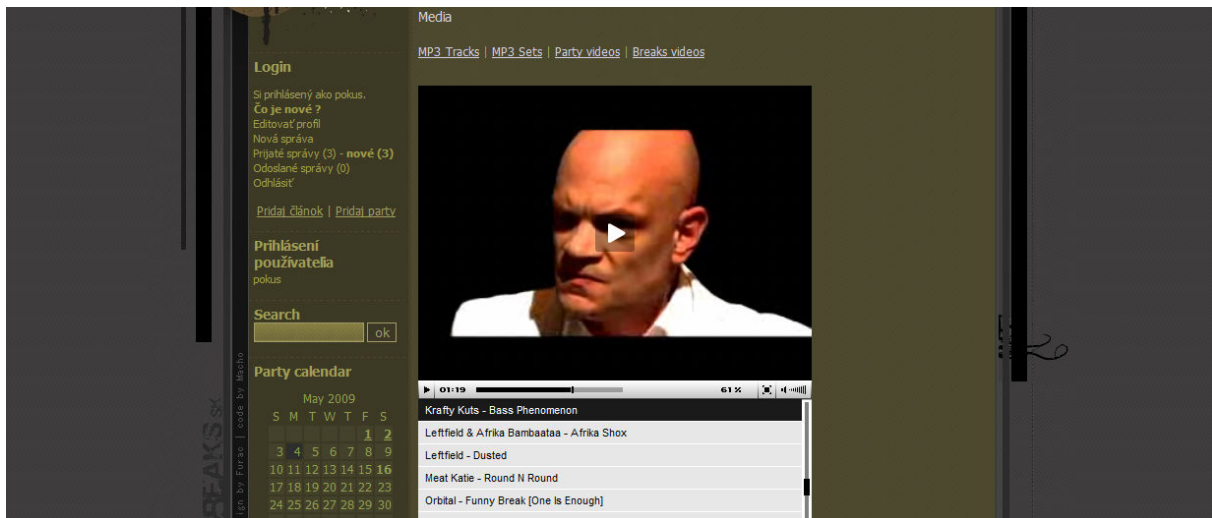 Login
Si prihlásený ako pokus.
Čo je nové ?
Editovať profil
Nová správa
Prijaté správy (3) - nové (3)
Odoslané správy (0)
Odhlásiť
Pridaj článok | Pridaj party
Prihlásení
používatelia
pokus
Search
ok
Party calendar
May 2009
S M T W T F S
1 2
3 4 5 6 7 8 9
10 11 12 13 14 15 16
17 18 19 20 21 22 23
24 25 26 27 28 29 30
Media
MP3 Tracks | MP3 Sets | Party videos | Breaks videos
01:19 61 %
Krafty Kuts - Bass Phenomenon
Leftfield & Afrika Bambaataa - Afrika Shox
Leftfield - Dusted
Meat Katie - Round N Round
Orbital - Funny Break [One Is Enough]
BREAKS.SK
ign by Furac | code by Macho